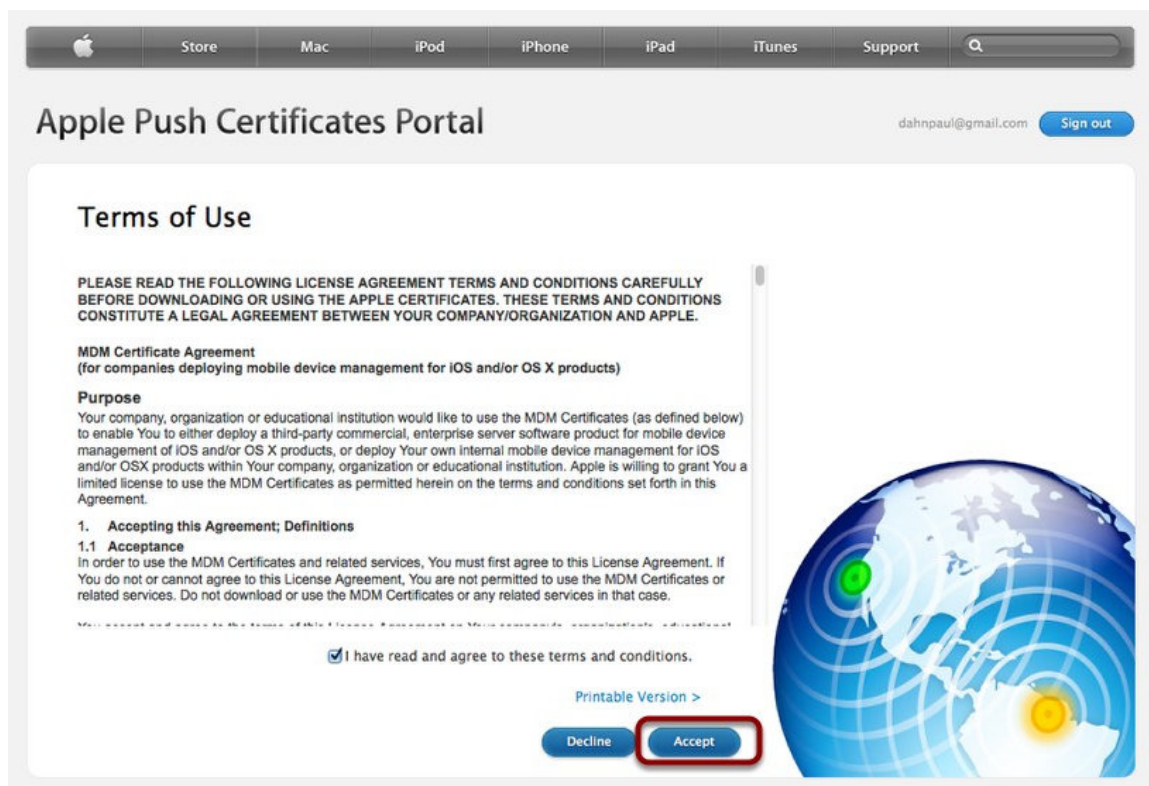 Store Mac iPod iPhone iPad iTunes Support
Apple Push Certificates Portal
dahnpaul@gmail.com Sign out
Terms of Use
PLEASE READ THE FOLLOWING LICENSE AGREEMENT TERMS AND CONDITIONS CAREFULLY
BEFORE DOWNLOADING OR USING THE APPLE CERTIFICATES. THESE TERMS AND CONDITIONS
CONSTITUTE A LEGAL AGREEMENT BETWEEN YOUR COMPANY/ORGANIZATION AND APPLE.
MDM Certificate Agreement
(for companies deploying mobile device management for iOS and/or OS X products)
Purpose
Your company, organization or educational institution would like to use the MDM Certificates (as defined below)
to enable You to either deploy a third-party commercial, enterprise server software product for mobile device
management of iOS and/or OS X products, or deploy Your own internal mobile device management for iOS
and/or OSX products within Your company, organization or educational institution. Apple is willing to grant You a
limited license to use the MDM Certificates as permitted herein on the terms and conditions set forth in this
Agreement.
1. Accepting this Agreement; Definitions
1.1 Acceptance
In order to use the MDM Certificates and related services, You must first agree to this License Agreement. If
You do not or cannot agree to this License Agreement, You are not permitted to use the MDM Certificates or
related services. Do not download or use the MDM Certificates or any related services in that case.
I have read and agree to these terms and conditions.
Printable Version >
Decline Accept